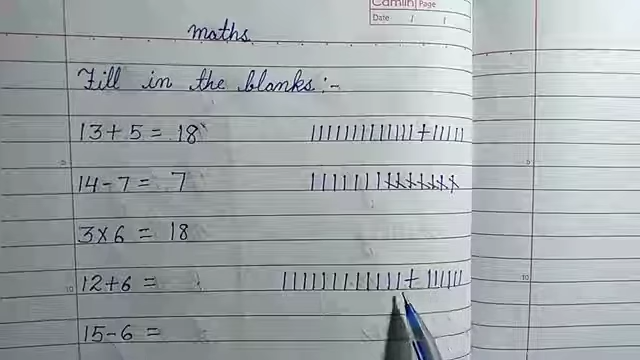 Camlin Page
Date / /
maths
Fill in the blanks:-
13+5 = 18 |||||||||||||+|||||
14-7 = 7 ||||||||||||||
3×6 = 18
12+6 = ||||||||||||+||||||
15-6 =